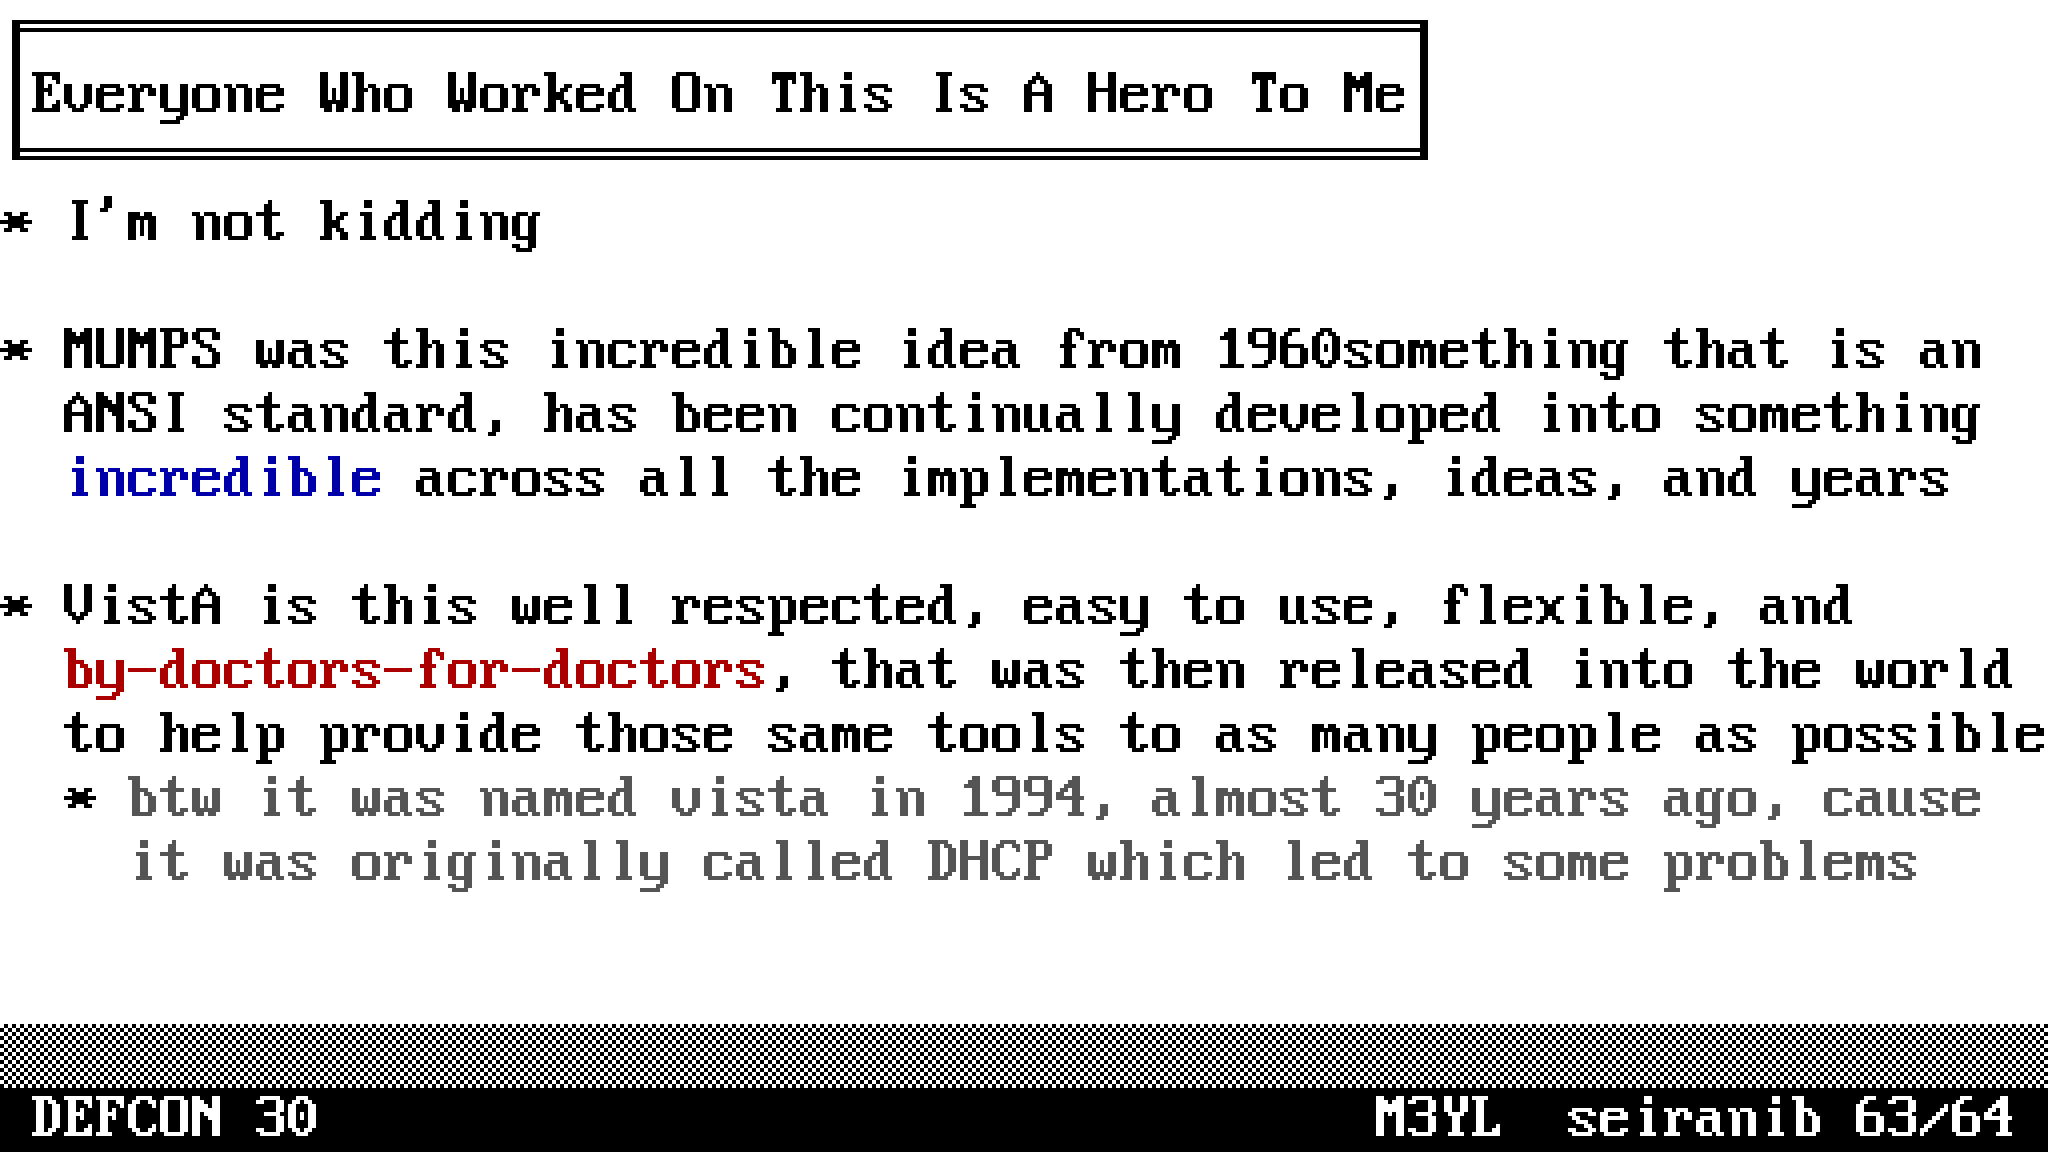 Everyone Who Worked On This Is A Hero To Me
* I'm not kidding
* MUMPS was this incredible idea from 1960something that is an
ANSI standard, has been continually developed into something
incredible across all the implementations, ideas, and years
* VistA is this well respected, easy to use, flexible, and
by-doctors-for-doctors, that was then released into the world
to help provide those same tools to as many people as possible
* btw it was named vista in 1994, almost 30 years ago, cause
it was originally called DHCP which led to some problems
DEFCON 30 M3YL seiranib 63/64